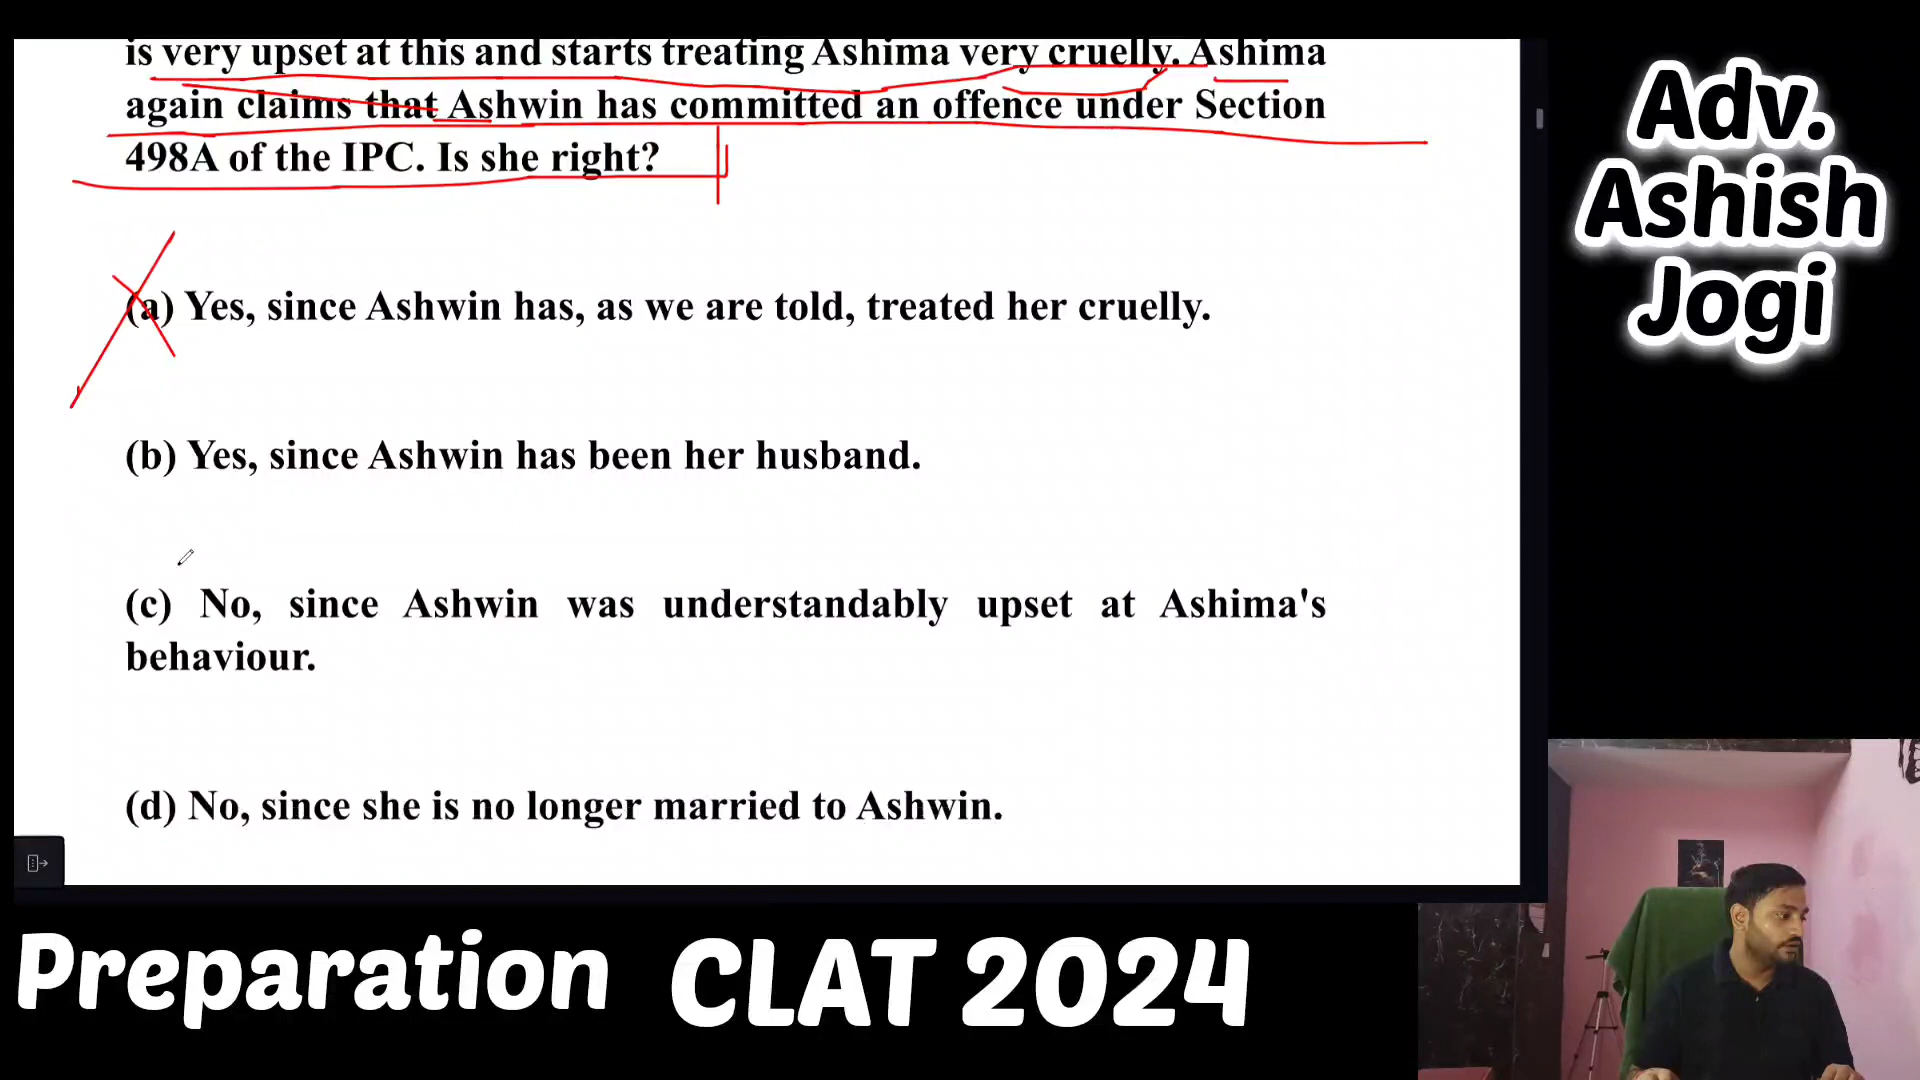 is very upset at this and starts treating Ashima very cruelly. Ashima
again claims that Ashwin has committed an offence under Section
498A of the IPC. Is she right?
(a) Yes, since Ashwin has, as we are told, treated her cruelly.
(b) Yes, since Ashwin has been her husband.
(c) No, since Ashwin was understandably upset at Ashima's
behaviour.
(d) No, since she is no longer married to Ashwin.
Adv.
Ashish
Jogi
Preparation CLAT 2024